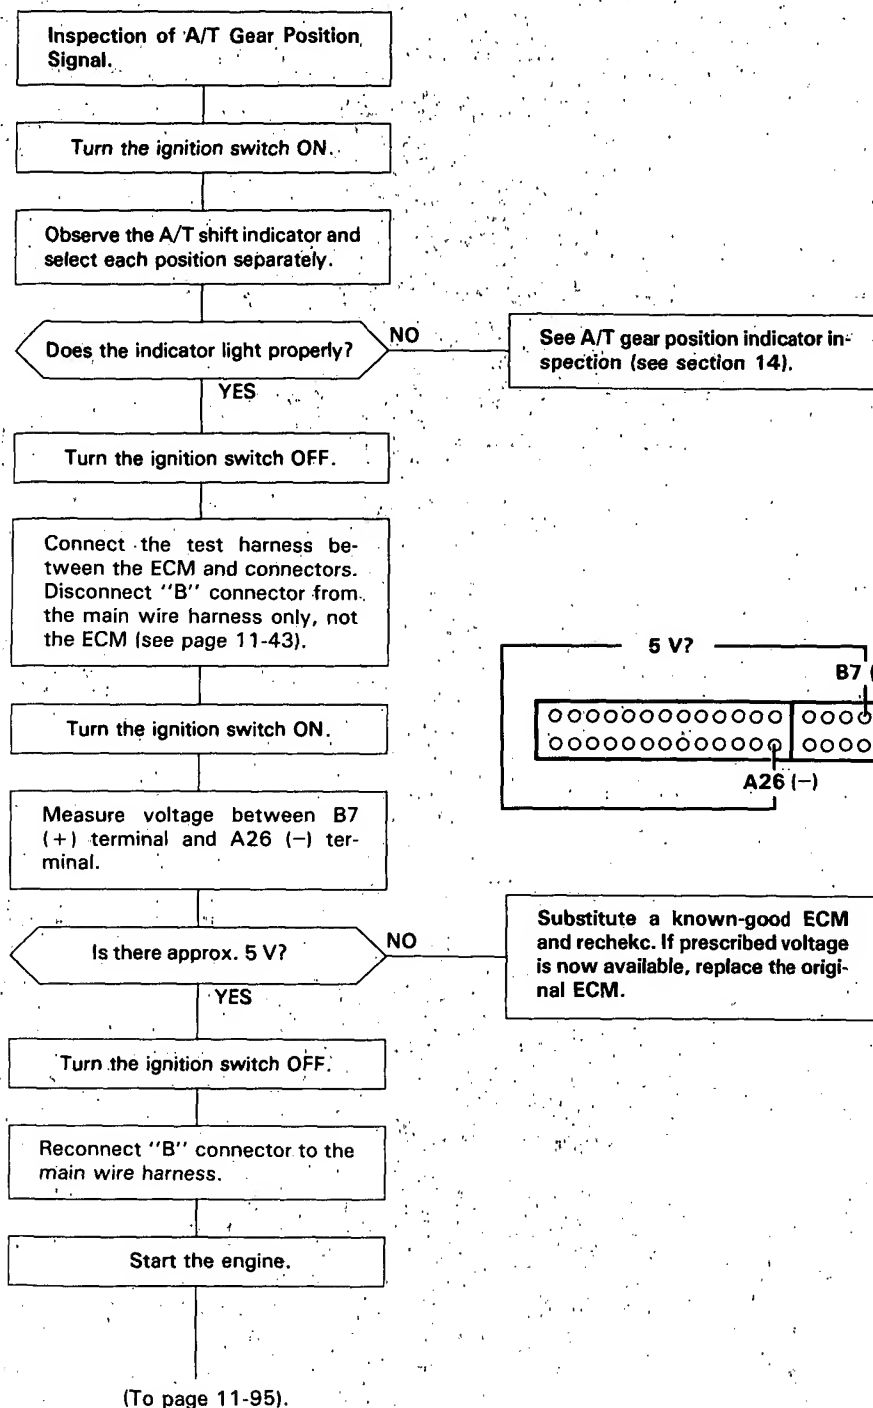 Inspection of A/T Gear Position
Signal.
Turn the ignition switch ON.
Observe the A/T shift indicator and
select each position separately.
Does the indicator light properly?
NO
See A/T gear position indicator in-
spection (see section 14).
YES
Turn the ignition switch OFF.
Connect the test harness be-
tween the ECM and connectors.
Disconnect "B" connector from
the main wire harness only, not
the ECM (see page 11-43).
5 V?
B7 (
A26 (−)
Turn the ignition switch ON.
Measure voltage between B7
(+) terminal and A26 (−) ter-
minal.
Is there approx. 5 V?
NO
Substitute a known-good ECM
and rechekc. If prescribed voltage
is now available, replace the origi-
nal ECM.
YES
Turn the ignition switch OFF.
Reconnect "B" connector to the
main wire harness.
Start the engine.
(To page 11-95).